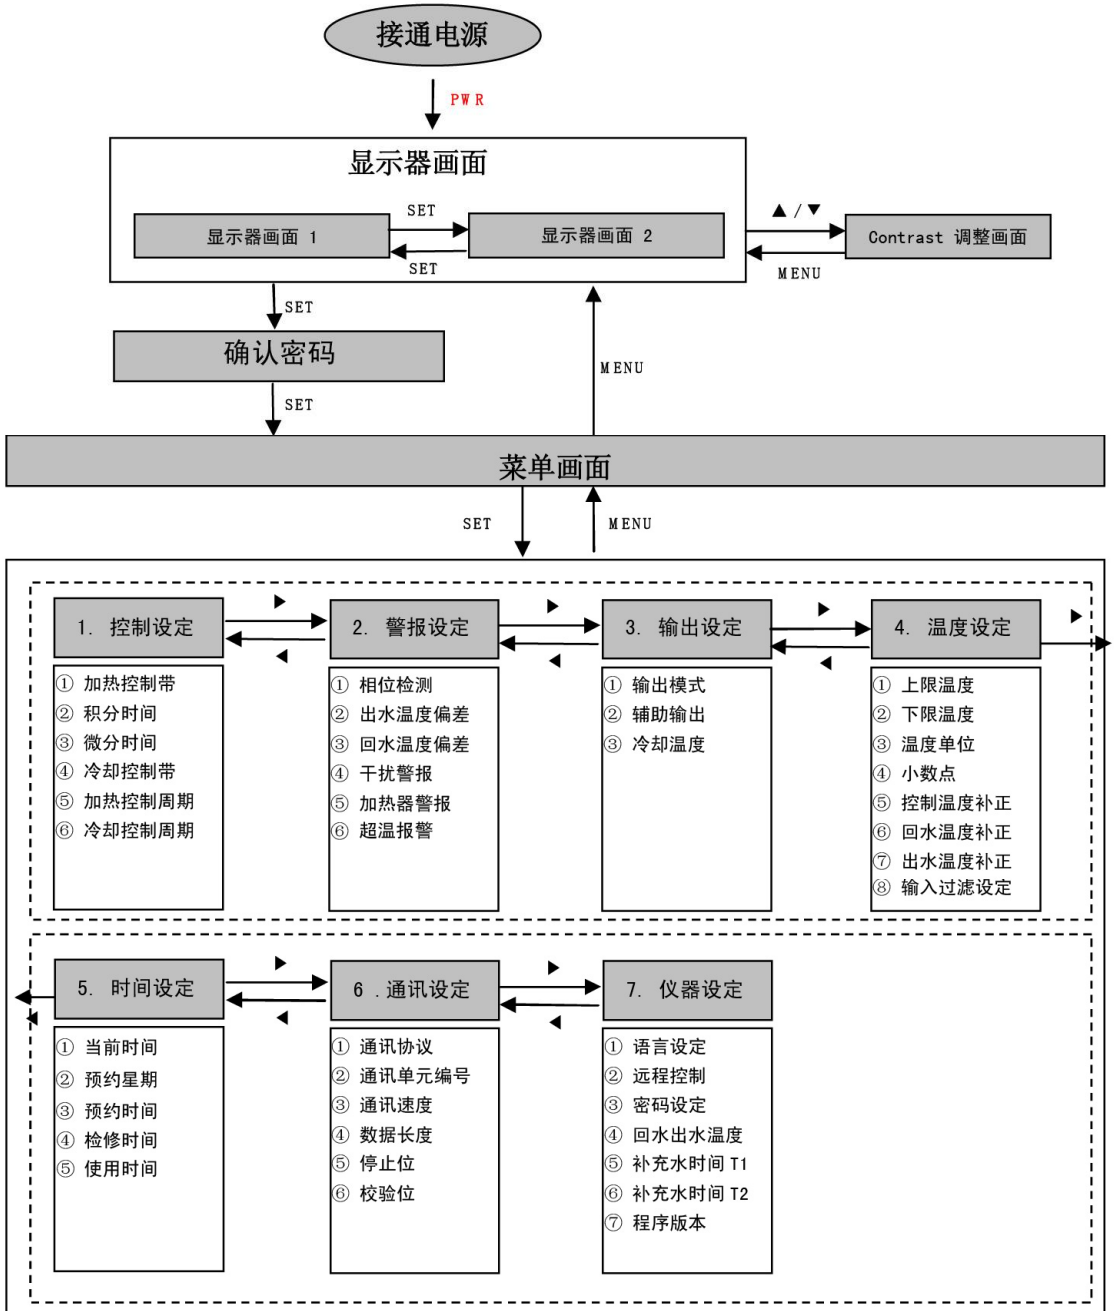 接通电源
PWR
显示器画面
显示器画面 1
SET
显示器画面 2
SET
▲ / ▼
Contrast 调整画面
MENU
SET
确认密码
SET
MENU
菜单画面
SET
MENU
1. 控制设定
① 加热控制带
② 积分时间
③ 微分时间
④ 冷却控制带
⑤ 加热控制周期
⑥ 冷却控制周期
2. 警报设定
① 相位检测
② 出水温度偏差
③ 回水温度偏差
④ 干扰警报
⑤ 加热器警报
⑥ 超温报警
3. 输出设定
① 输出模式
② 辅助输出
③ 冷却温度
4. 温度设定
① 上限温度
② 下限温度
③ 温度单位
④ 小数点
⑤ 控制温度补正
⑥ 回水温度补正
⑦ 出水温度补正
⑧ 输入过滤设定
5. 时间设定
① 当前时间
② 预约星期
③ 预约时间
④ 检修时间
⑤ 使用时间
6 .通讯设定
① 通讯协议
② 通讯单元编号
③ 通讯速度
④ 数据长度
⑤ 停止位
⑥ 校验位
7. 仪器设定
① 语言设定
② 远程控制
③ 密码设定
④ 回水出水温度
⑤ 补充水时间 T1
⑥ 补充水时间 T2
⑦ 程序版本